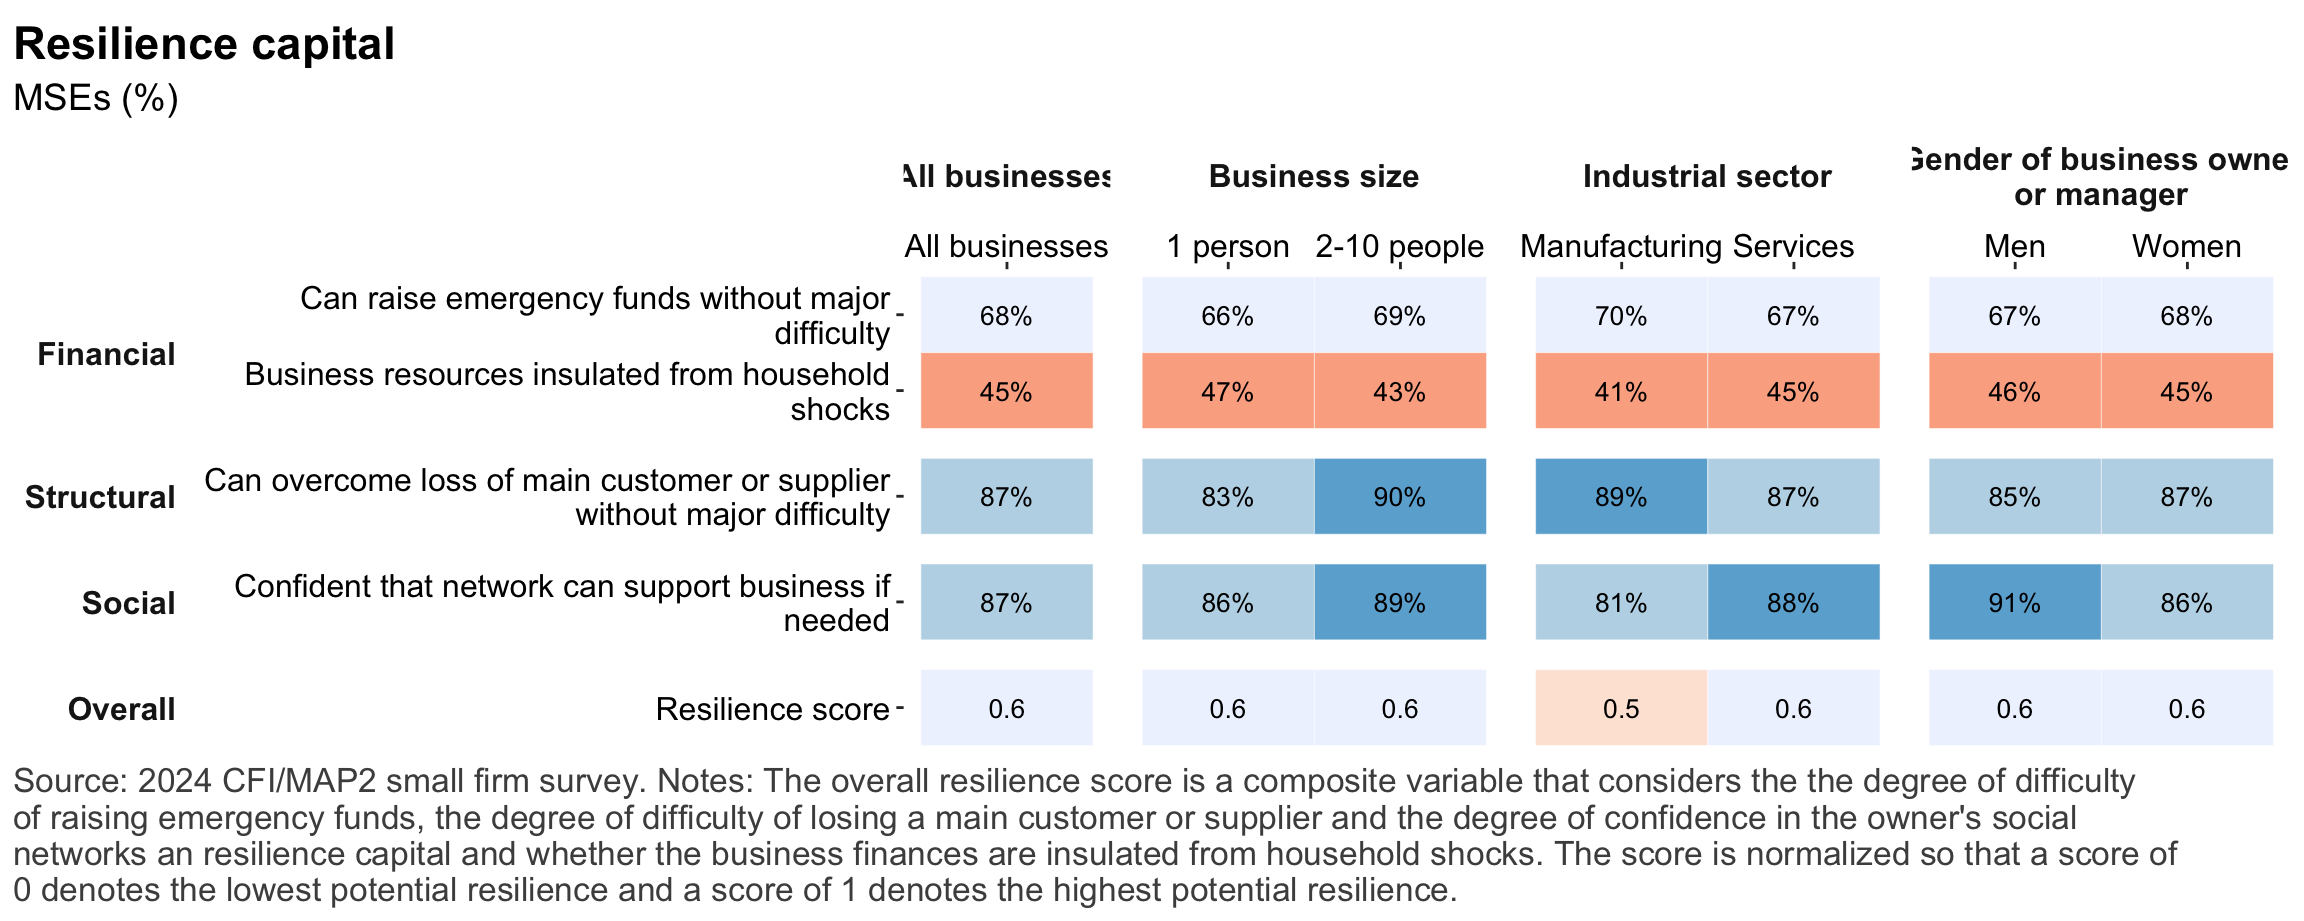 Resilience capital
MSEs (%)
All businesses Business size Industrial sector Gender of business owne
or manager
All businesses 1 person 2-10 people Manufacturing Services Men Women
Financial
Can raise emergency funds without major
difficulty
68% 66% 69% 70% 67% 67% 68%
Business resources insulated from household
shocks
45% 47% 43% 41% 45% 46% 45%
Structural
Can overcome loss of main customer or supplier
without major difficulty
87% 83% 90% 89% 87% 85% 87%
Social
Confident that network can support business if
needed
87% 86% 89% 81% 88% 91% 86%
Overall
Resilience score
0.6 0.6 0.6 0.5 0.6 0.6 0.6
Source: 2024 CFI/MAP2 small firm survey. Notes: The overall resilience score is a composite variable that considers the the degree of difficulty
of raising emergency funds, the degree of difficulty of losing a main customer or supplier and the degree of confidence in the owner's social
networks an resilience capital and whether the business finances are insulated from household shocks. The score is normalized so that a score of
0 denotes the lowest potential resilience and a score of 1 denotes the highest potential resilience.